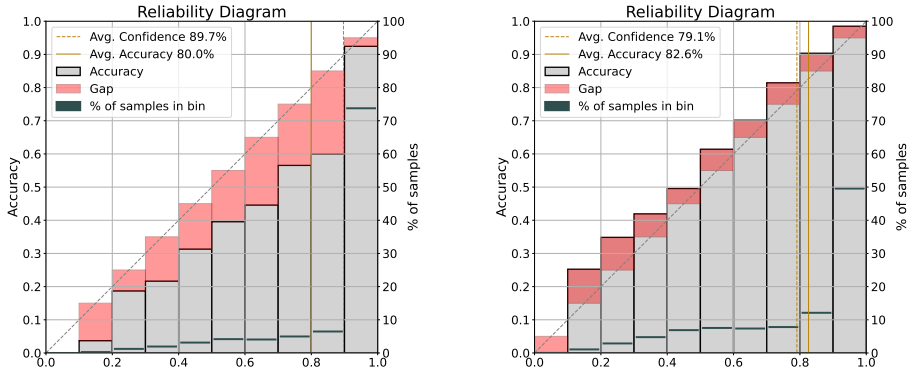 Reliability Diagram
Avg. Confidence 89.7%
Avg. Accuracy 80.0%
Accuracy
Gap
% of samples in bin
Accuracy
% of samples
1.0
0.9
0.8
0.7
0.6
0.5
0.4
0.3
0.2
0.1
0.0
100
90
80
70
60
50
40
30
20
10
0
0.0 0.2 0.4 0.6 0.8 1.0
Reliability Diagram
Avg. Confidence 79.1%
Avg. Accuracy 82.6%
Accuracy
Gap
% of samples in bin
Accuracy
% of samples
1.0
0.9
0.8
0.7
0.6
0.5
0.4
0.3
0.2
0.1
0.0
100
90
80
70
60
50
40
30
20
10
0
0.0 0.2 0.4 0.6 0.8 1.0